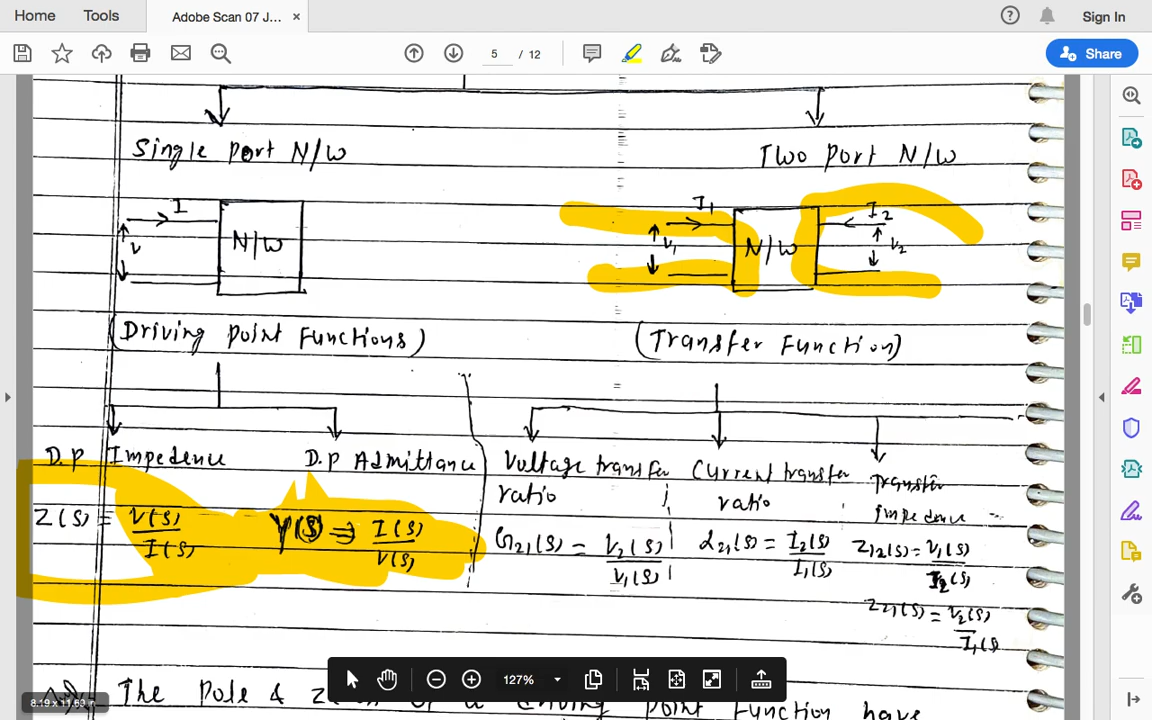 Home Tools Adobe Scan 07 J... × Sign In
5 / 12 Share
Single Port N/W Two Port N/W
I I1 I2
V N/W V1 N/W V2
(Driving Point Functions) (Transfer Function)
D.P Impedence D.P Admittance Voltage transfer ratio Current transfer ratio Transfer impedence
Z(S) = V(S)/I(S) Y(S) ⇒ I(S)/V(S) G21(S) = V2(S)/V1(S) α21(S) = I2(S)/I1(S) Z12(S) = V1(S)/I2(S)
Z21(S) = V2(S)/I1(S)
The Pole & Driving Point Function have
127%